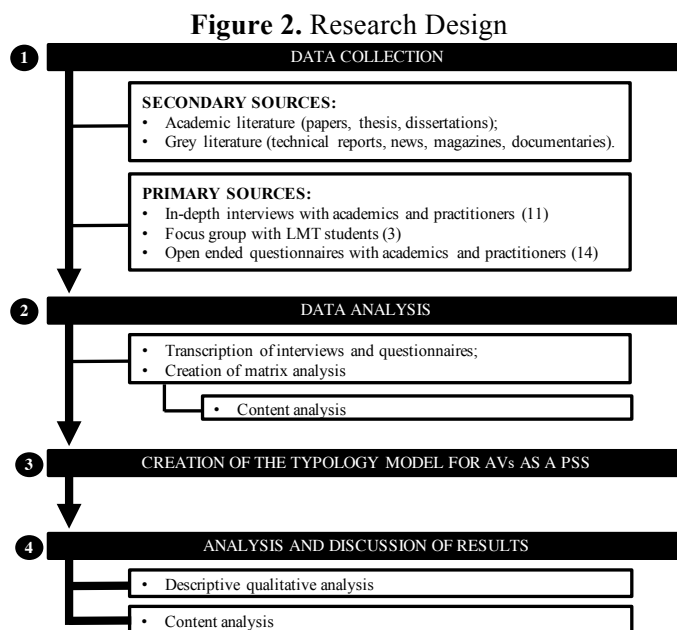 Figure 2. Research Design
1 DATA COLLECTION
SECONDARY SOURCES:
• Academic literature (papers, thesis, dissertations);
• Grey literature (technical reports, news, magazines, documentaries).
PRIMARY SOURCES:
• In-depth interviews with academics and practitioners (11)
• Focus group with LMT students (3)
• Open ended questionnaires with academics and practitioners (14)
2 DATA ANALYSIS
• Transcription of interviews and questionnaires;
• Creation of matrix analysis
• Content analysis
3 CREATION OF THE TYPOLOGY MODEL FOR AVs AS A PSS
4 ANALYSIS AND DISCUSSION OF RESULTS
• Descriptive qualitative analysis
• Content analysis